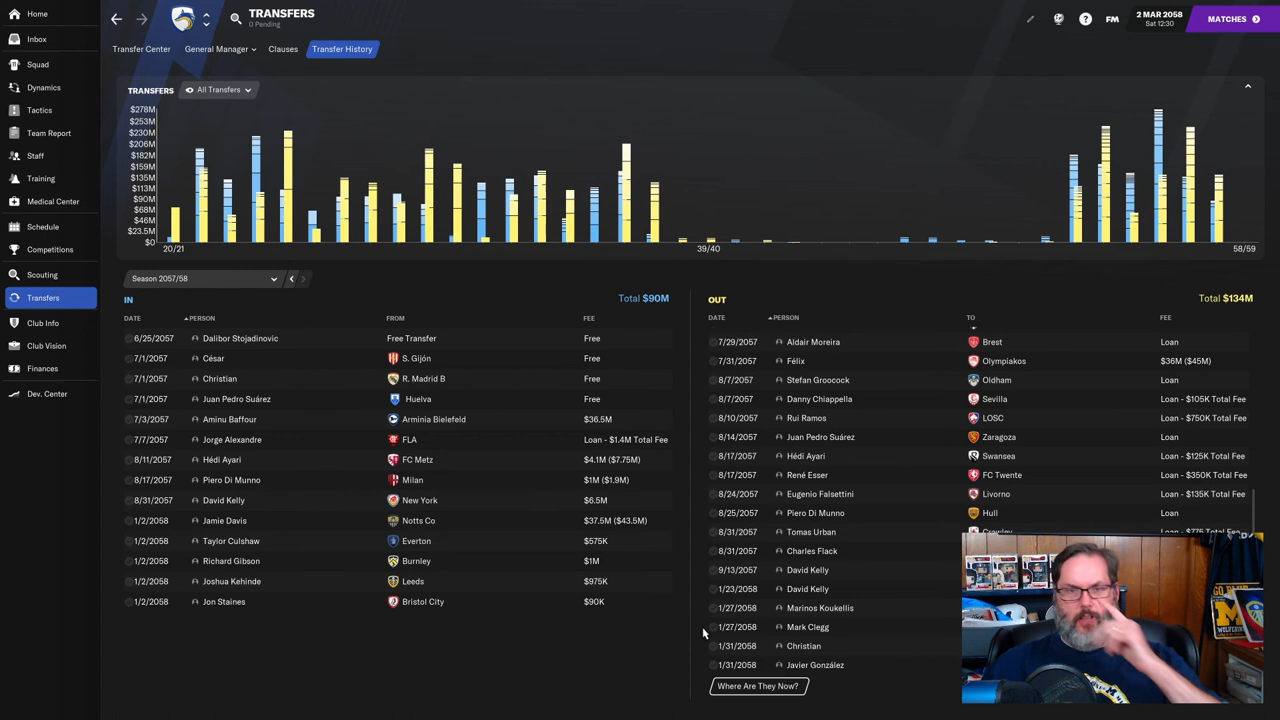 Home
TRANSFERS
0 Pending
FM
2 MAR 2058
Sat 12:30
MATCHES
Inbox
Transfer Center
General Manager
Clauses
Transfer History
Squad
Dynamics
Tactics
Team Report
Staff
Training
Medical Center
Schedule
Competitions
Scouting
Transfers
Club Info
Club Vision
Finances
Dev. Center
TRANSFERS
All Transfers
$278M
$253M
$230M
$206M
$182M
$159M
$135M
$113M
$90M
$68M
$46M
$23.5M
$0
20/21
39/40
58/59
Season 2057/58
IN
Total $90M
DATE PERSON FROM FEE
6/25/2057 Dalibor Stojadinovic Free Transfer Free
7/1/2057 César S. Gijón Free
7/1/2057 Christian R. Madrid B Free
7/1/2057 Juan Pedro Suárez Huelva Free
7/3/2057 Aminu Baffour Arminia Bielefeld $36.5M
7/7/2057 Jorge Alexandre FLA Loan - $1.4M Total Fee
8/11/2057 Hédi Ayari FC Metz $4.1M ($7.75M)
8/17/2057 Piero Di Munno Milan $1M ($1.9M)
8/31/2057 David Kelly New York $6.5M
1/2/2058 Jamie Davis Notts Co $37.5M ($43.5M)
1/2/2058 Taylor Culshaw Everton $575K
1/2/2058 Richard Gibson Burnley $1M
1/2/2058 Joshua Kehinde Leeds $975K
1/2/2058 Jon Staines Bristol City $90K
OUT
Total $134M
DATE PERSON TO FEE
7/29/2057 Aldair Moreira Brest Loan
7/31/2057 Félix Olympiakos $36M ($45M)
8/7/2057 Stefan Groocock Oldham Loan
8/7/2057 Danny Chiappella Sevilla Loan - $105K Total Fee
8/10/2057 Rui Ramos LOSC Loan - $750K Total Fee
8/14/2057 Juan Pedro Suárez Zaragoza Loan
8/17/2057 Hédi Ayari Swansea Loan - $125K Total Fee
8/17/2057 René Esser FC Twente Loan - $350K Total Fee
8/24/2057 Eugenio Falsettini Livorno Loan - $135K Total Fee
8/25/2057 Piero Di Munno Hull Loan
8/31/2057 Tomas Urban Crawley Loan - $775 Total Fee
8/31/2057 Charles Flack
9/13/2057 David Kelly
1/23/2058 David Kelly
1/27/2058 Marinos Koukellis
1/27/2058 Mark Clegg
1/31/2058 Christian
1/31/2058 Javier González
Where Are They Now?